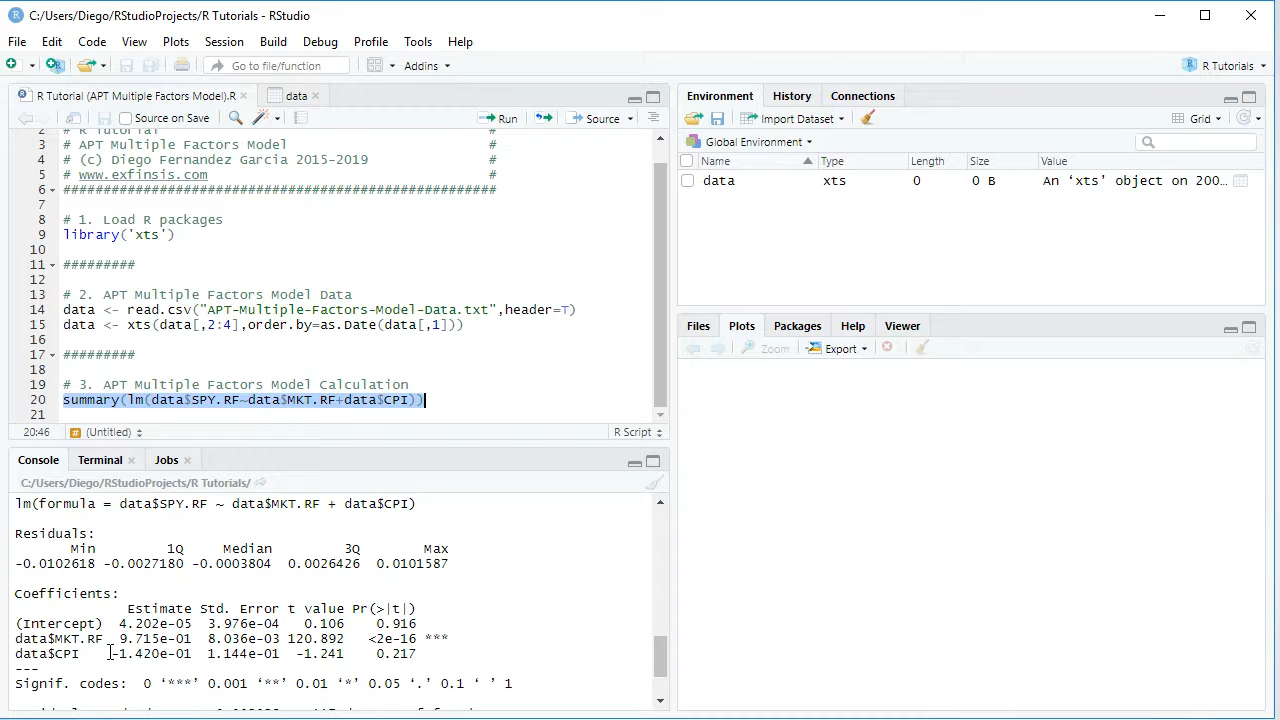 C:/Users/Diego/RStudioProjects/R Tutorials - RStudio
File Edit Code View Plots Session Build Debug Profile Tools Help
Go to file/function Addins R Tutorials
R Tutorial (APT Multiple Factors Model).R data
Source on Save Run Source
2 # R Tutorial #
3 # APT Multiple Factors Model #
4 # (c) Diego Fernandez Garcia 2015-2019 #
5 # www.exfinsis.com #
6 ######################################################
7
8 # 1. Load R packages
9 library('xts')
10
11 #########
12
13 # 2. APT Multiple Factors Model Data
14 data <- read.csv("APT-Multiple-Factors-Model-Data.txt",header=T)
15 data <- xts(data[,2:4],order.by=as.Date(data[,1]))
16
17 #########
18
19 # 3. APT Multiple Factors Model Calculation
20 summary(lm(data$SPY.RF~data$MKT.RF+data$CPI))
21
20:46 # (Untitled) R Script
Console Terminal Jobs
C:/Users/Diego/RStudioProjects/R Tutorials/
lm(formula = data$SPY.RF ~ data$MKT.RF + data$CPI)
Residuals:
Min 1Q Median 3Q Max
-0.0102618 -0.0027180 -0.0003804 0.0026426 0.0101587
Coefficients:
Estimate Std. Error t value Pr(>|t|)
(Intercept) 4.202e-05 3.976e-04 0.106 0.916
data$MKT.RF 9.715e-01 8.036e-03 120.892 <2e-16 ***
data$CPI -1.420e-01 1.144e-01 -1.241 0.217
---
Signif. codes: 0 ‘***’ 0.001 ‘**’ 0.01 ‘*’ 0.05 ‘.’ 0.1 ‘ ’ 1
Environment History Connections
Import Dataset Grid
Global Environment
Name Type Length Size Value
data xts 0 0 B An ‘xts’ object on 200…
Files Plots Packages Help Viewer
Zoom Export